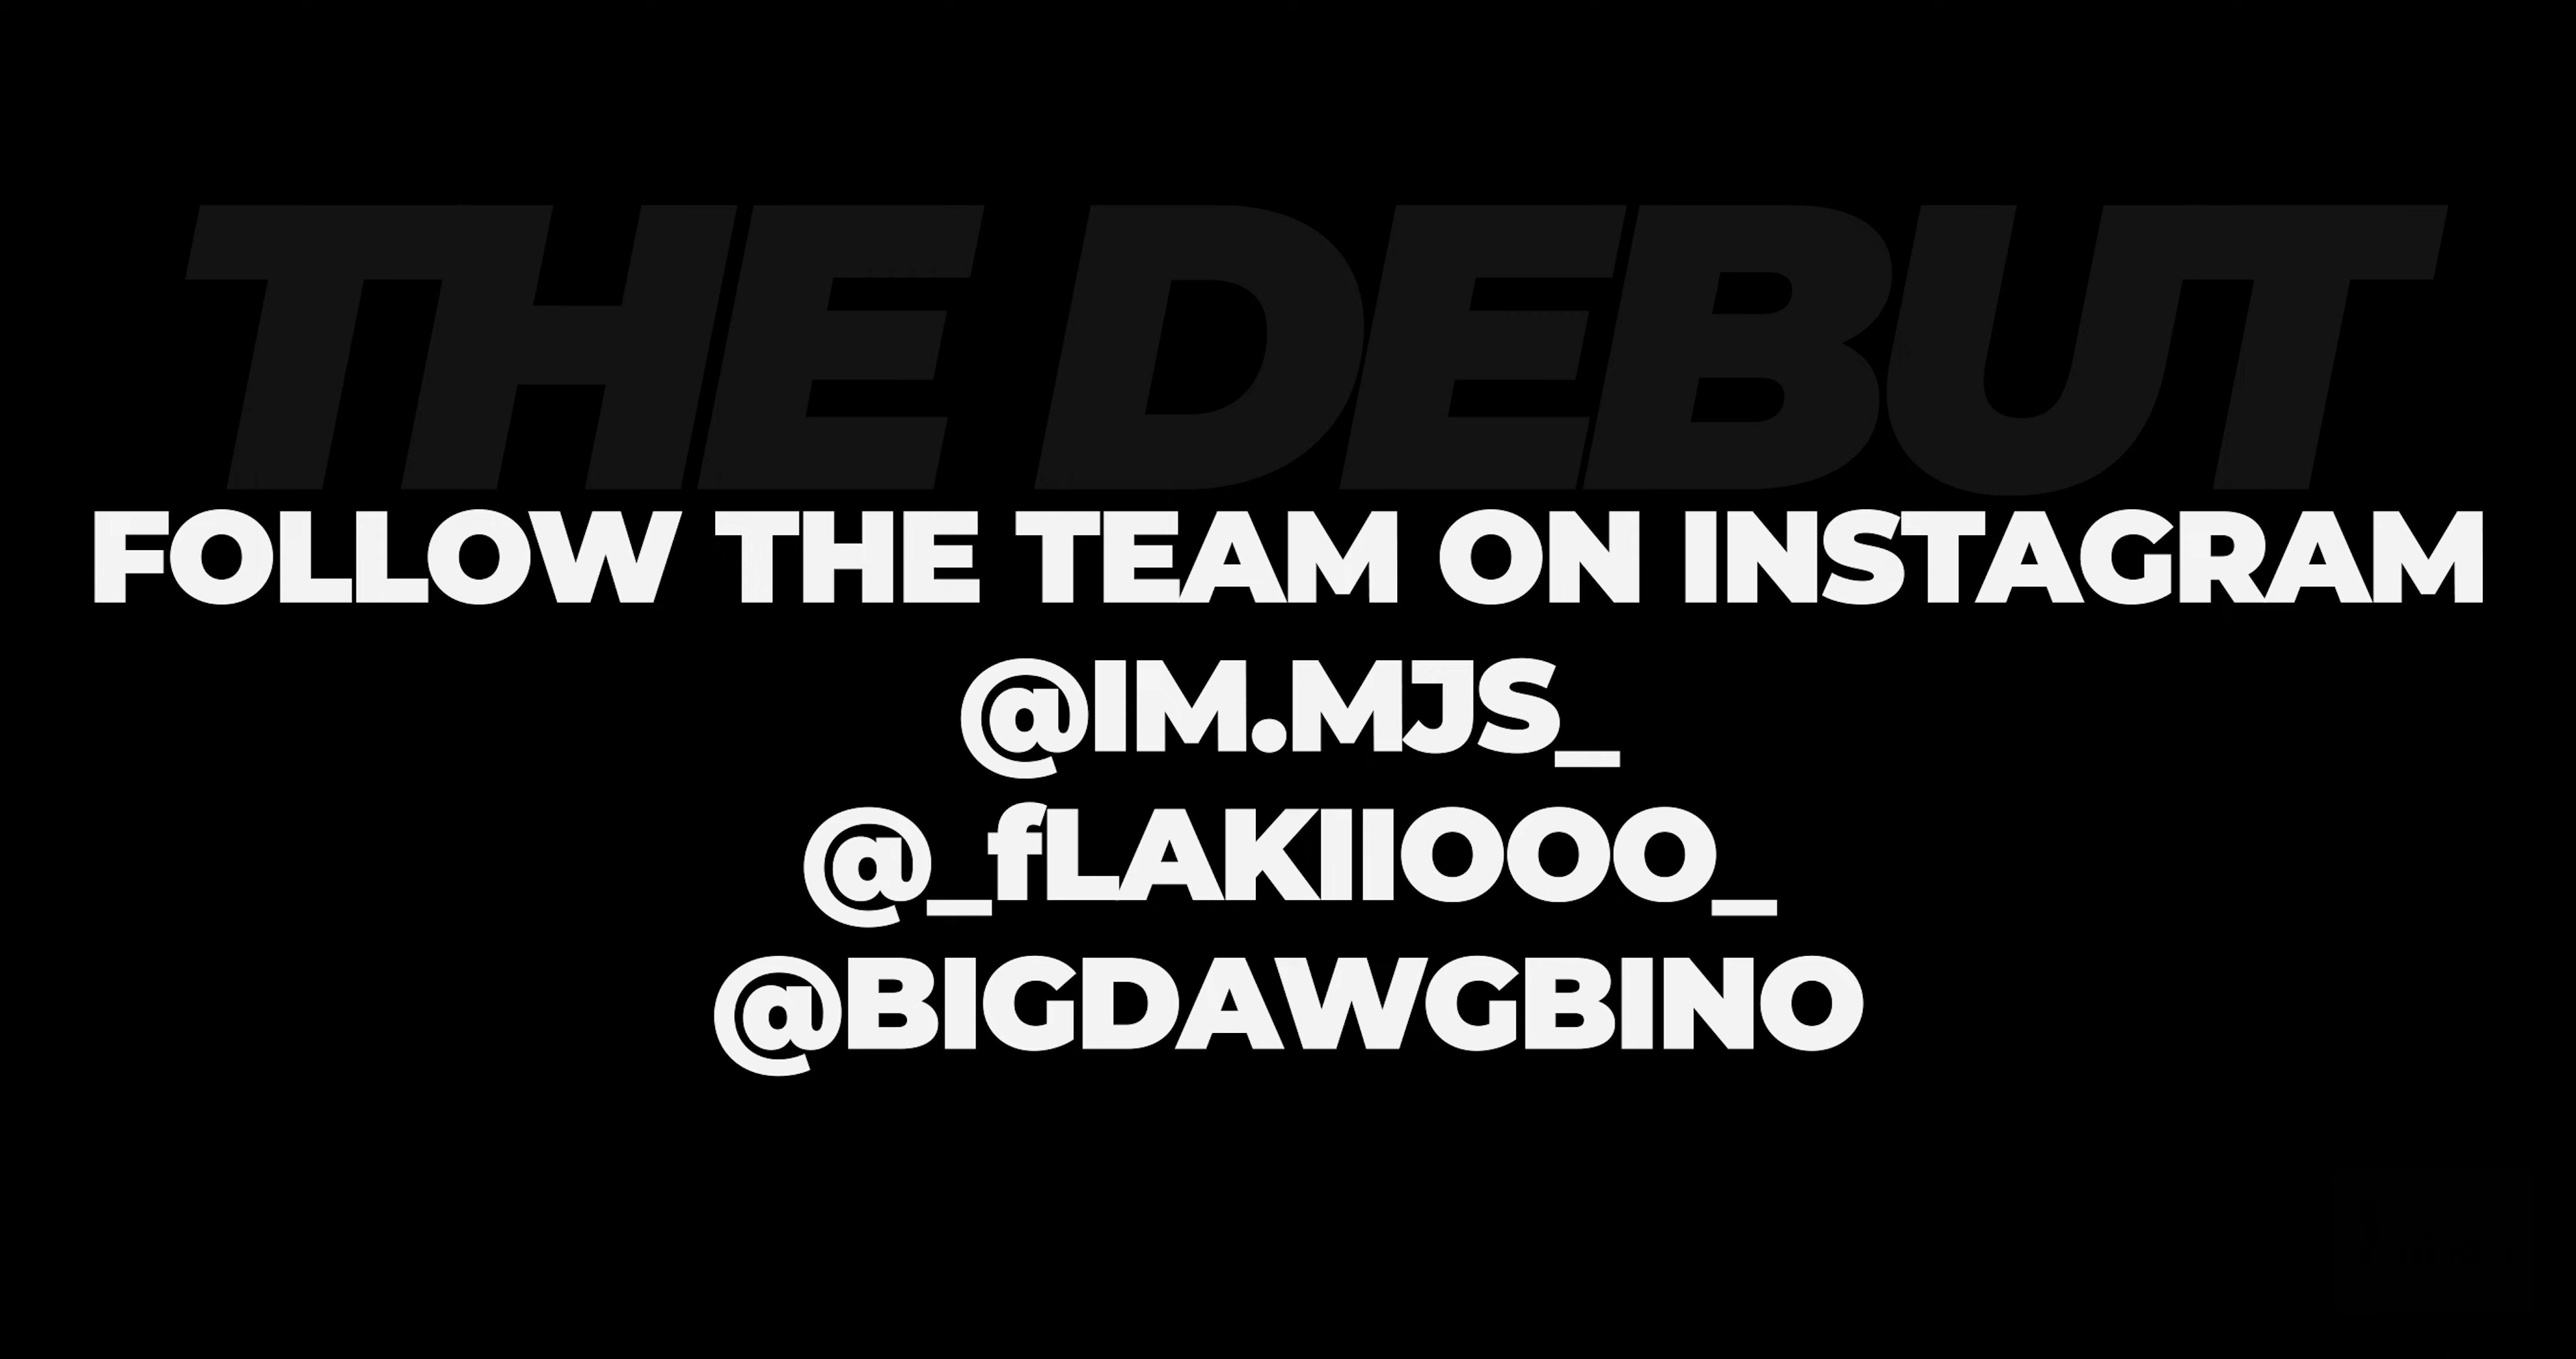 THE DEBUT
FOLLOW THE TEAM ON INSTAGRAM
@IM.MJS_
@_fLAKIIOOO_
@BIGDAWGBINO